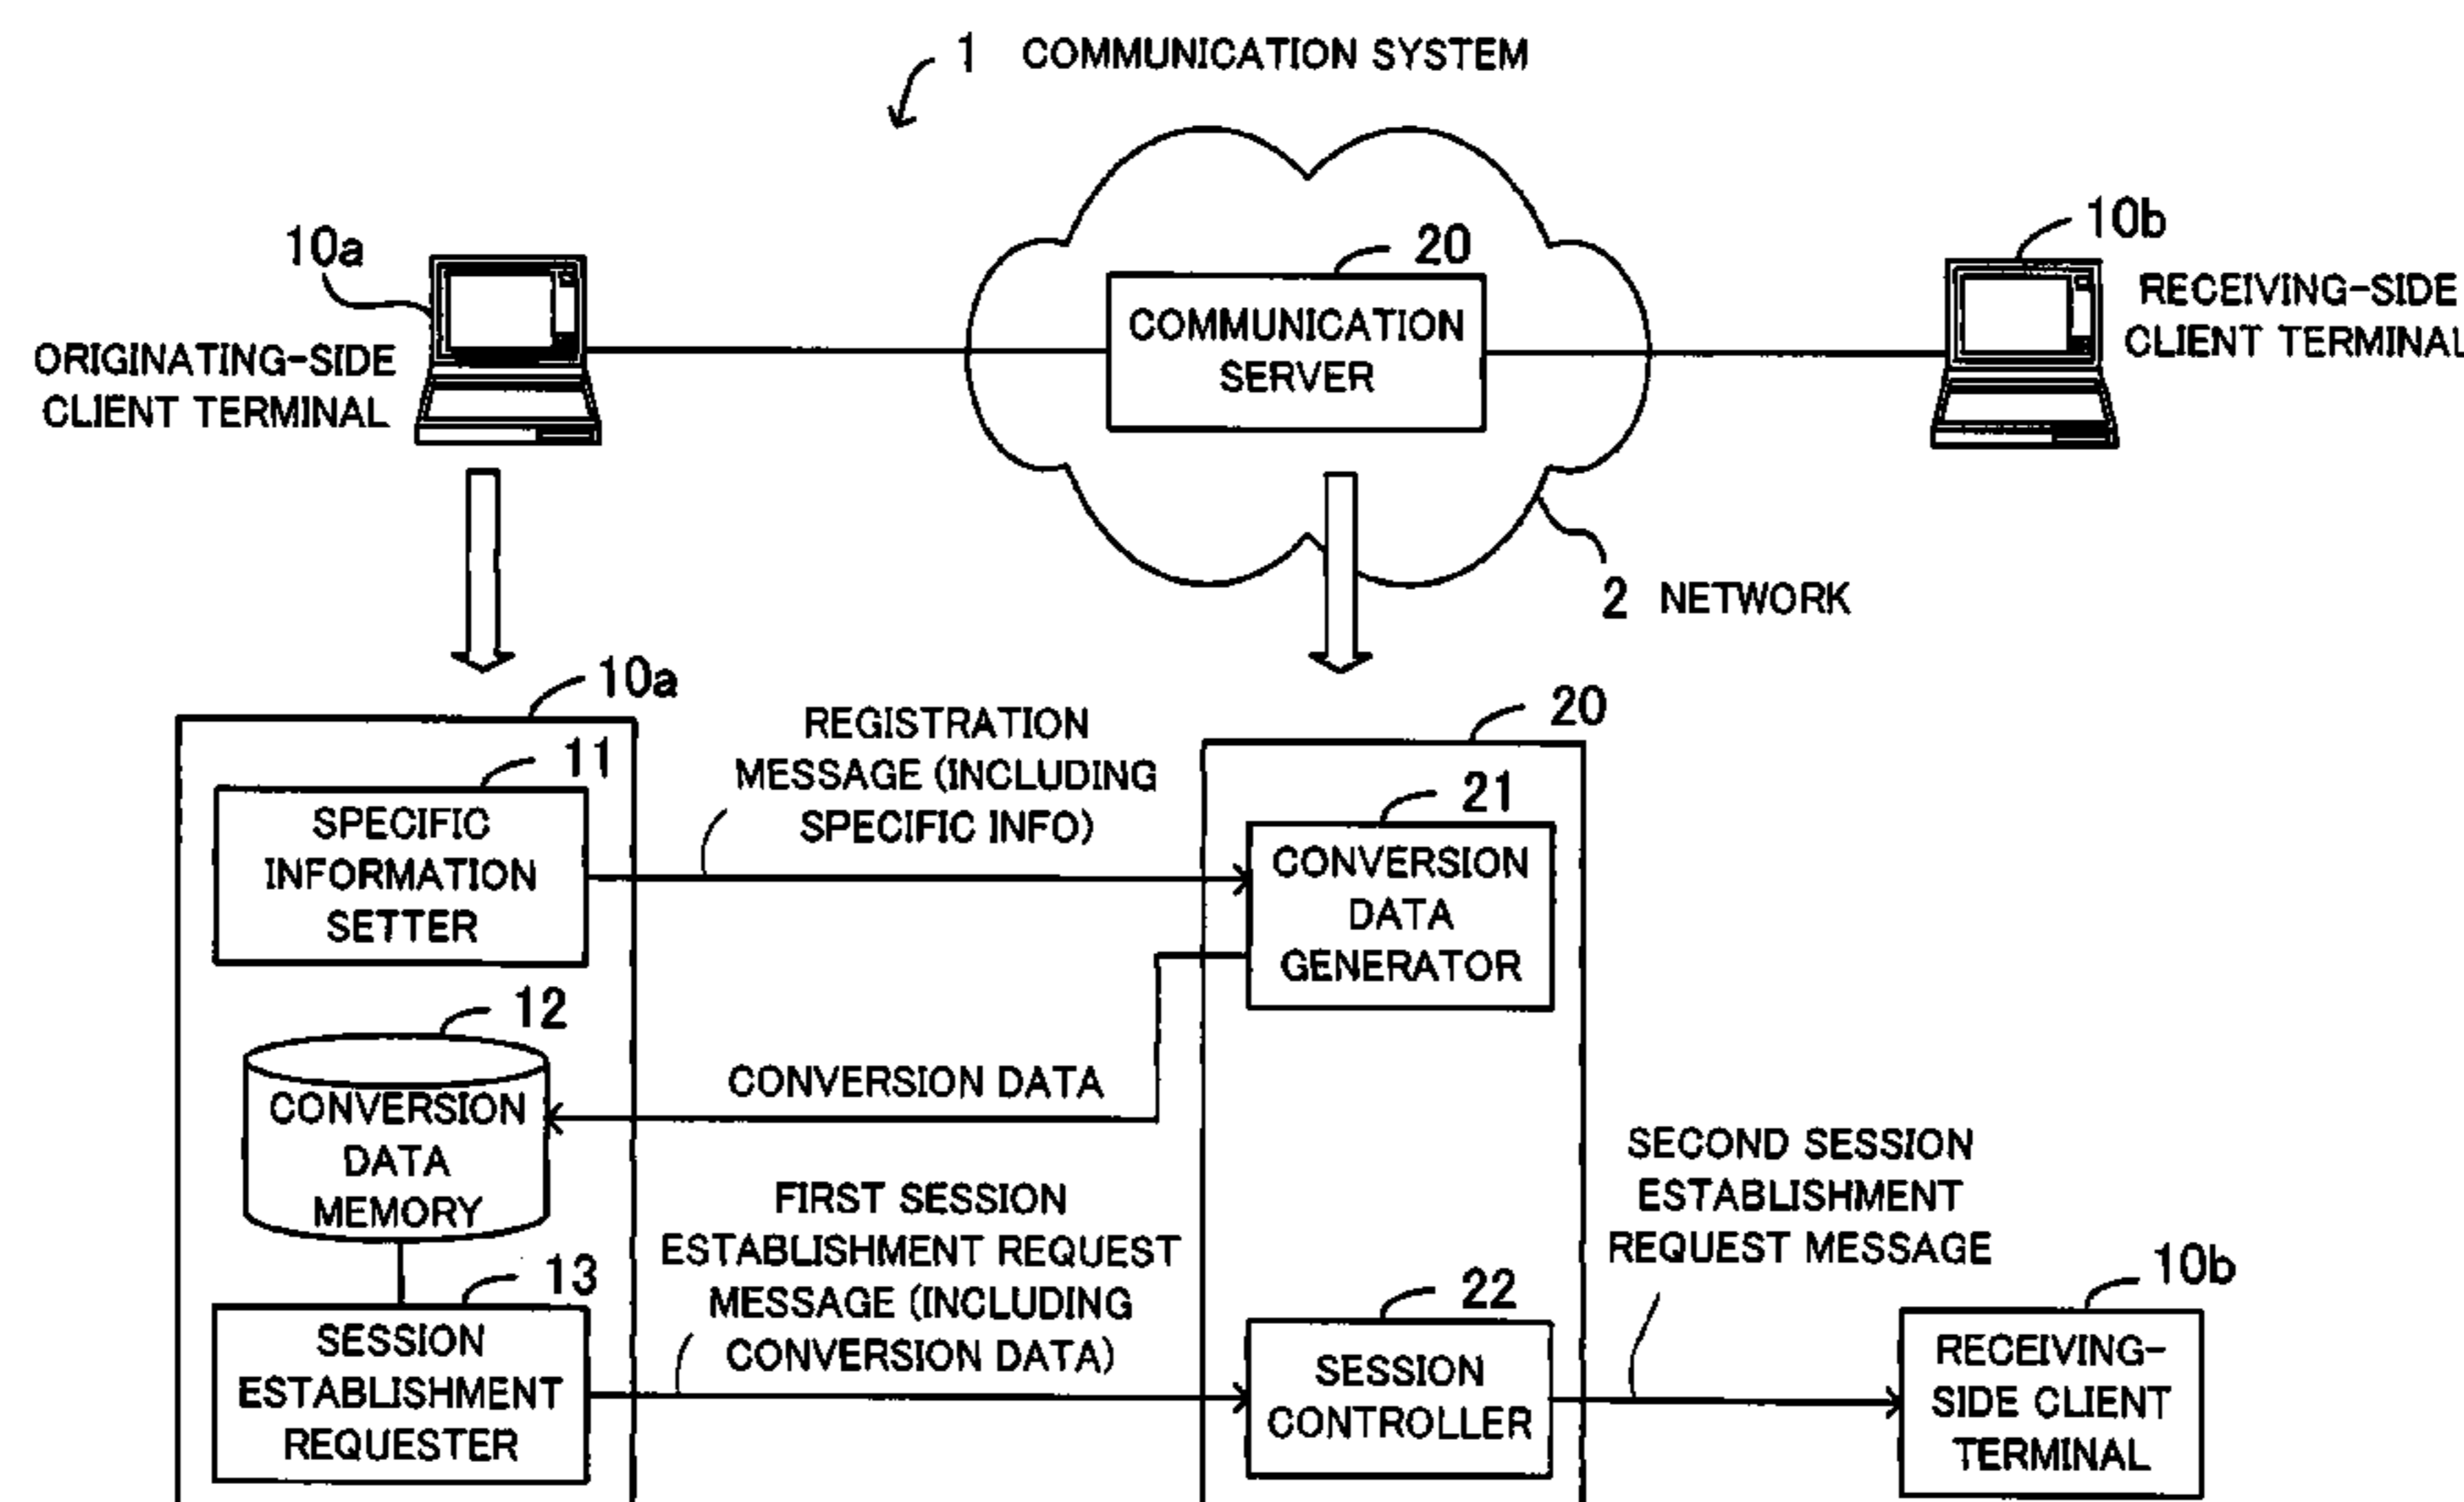 1 COMMUNICATION SYSTEM
10a
ORIGINATING-SIDE
CLIENT TERMINAL
20
COMMUNICATION
SERVER
10b
RECEIVING-SIDE
CLIENT TERMINAL
2 NETWORK
10a
11
SPECIFIC
INFORMATION
SETTER
REGISTRATION
MESSAGE (INCLUDING
SPECIFIC INFO)
20
21
CONVERSION
DATA
GENERATOR
12
CONVERSION
DATA
MEMORY
CONVERSION DATA
13
SESSION
ESTABLISHMENT
REQUESTER
FIRST SESSION
ESTABLISHMENT REQUEST
MESSAGE (INCLUDING
CONVERSION DATA)
22
SESSION
CONTROLLER
SECOND SESSION
ESTABLISHMENT
REQUEST MESSAGE
10b
RECEIVING-
SIDE CLIENT
TERMINAL